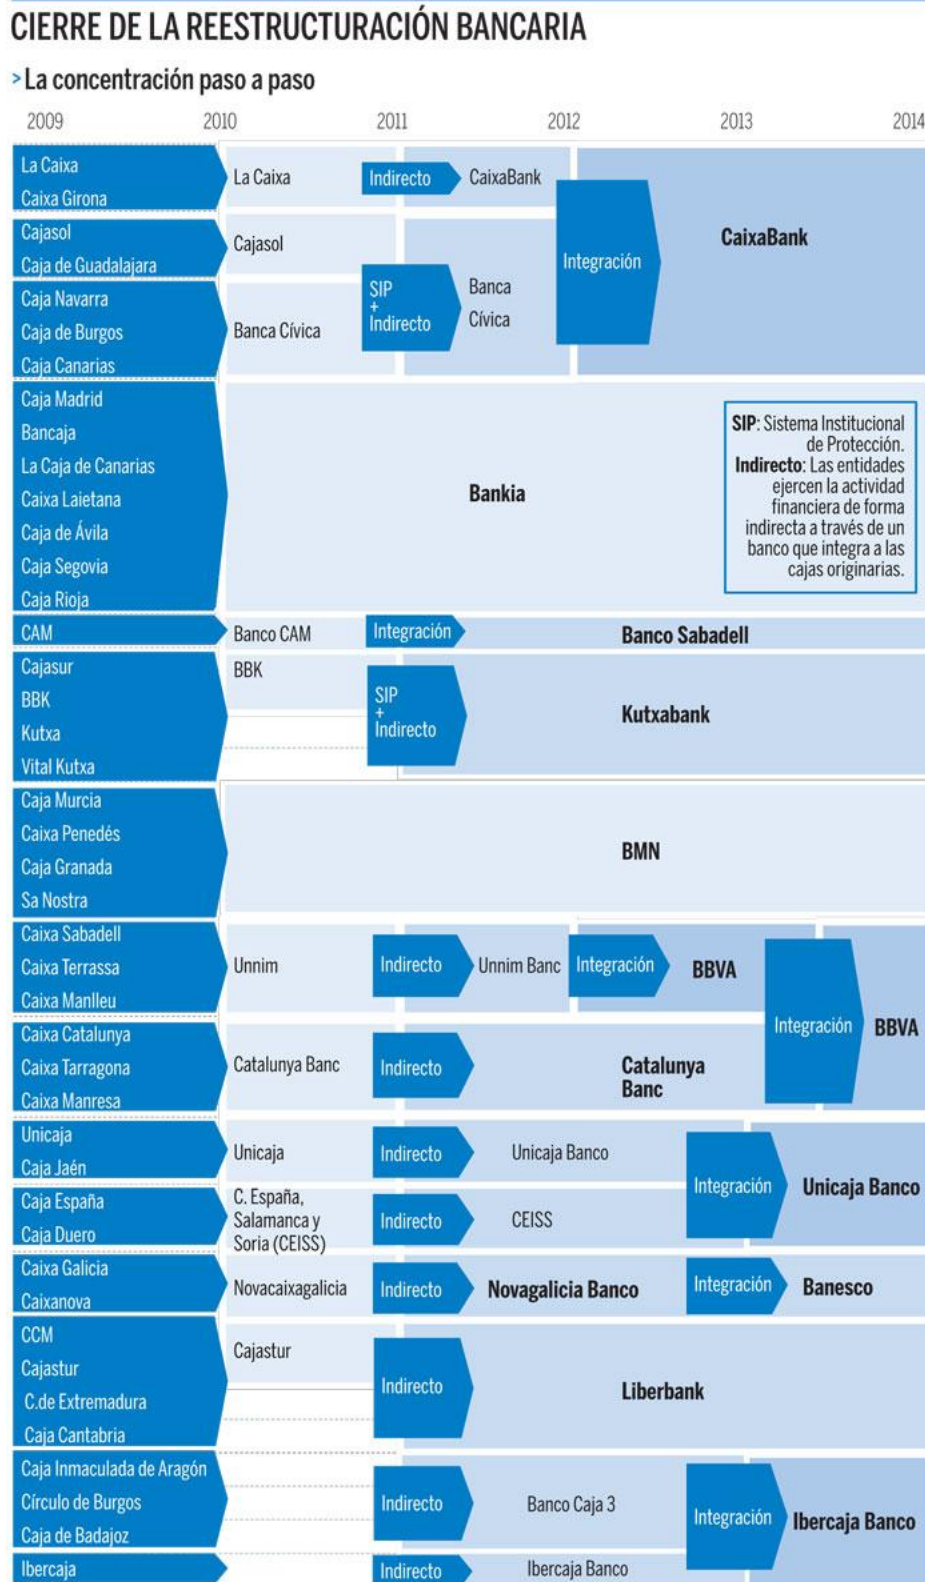 CIERRE DE LA REESTRUCTURACIÓN BANCARIA
> La concentración paso a paso
2009 2010 2011 2012 2013 2014
La Caixa
Caixa Girona
La Caixa
Indirecto
CaixaBank
Cajasol
Caja de Guadalajara
Cajasol
Caja Navarra
Caja de Burgos
Caja Canarias
Banca Cívica
SIP
+
Indirecto
Banca
Cívica
Integración
CaixaBank
Caja Madrid
Bancaja
La Caja de Canarias
Caixa Laietana
Caja de Ávila
Caja Segovia
Caja Rioja
Bankia
SIP: Sistema Institucional
de Protección.
Indirecto: Las entidades
ejercen la actividad
financiera de forma
indirecta a través de un
banco que integra a las
cajas originarias.
CAM
Banco CAM
Integración
Banco Sabadell
Cajasur
BBK
Kutxa
Vital Kutxa
BBK
SIP
+
Indirecto
Kutxabank
Caja Murcia
Caixa Penedés
Caja Granada
Sa Nostra
BMN
Caixa Sabadell
Caixa Terrassa
Caixa Manlleu
Unnim
Indirecto
Unnim Banc
Integración
BBVA
Caixa Catalunya
Caixa Tarragona
Caixa Manresa
Catalunya Banc
Indirecto
Catalunya
Banc
Integración
BBVA
Unicaja
Caja Jaén
Unicaja
Indirecto
Unicaja Banco
Caja España
Caja Duero
C. España,
Salamanca y
Soria (CEISS)
Indirecto
CEISS
Integración
Unicaja Banco
Caixa Galicia
Caixanova
Novacaixagalicia
Indirecto
Novagalicia Banco
Integración
Banesco
CCM
Cajastur
C.de Extremadura
Caja Cantabria
Cajastur
Indirecto
Liberbank
Caja Inmaculada de Aragón
Círculo de Burgos
Caja de Badajoz
Indirecto
Banco Caja 3
Ibercaja
Indirecto
Ibercaja Banco
Integración
Ibercaja Banco